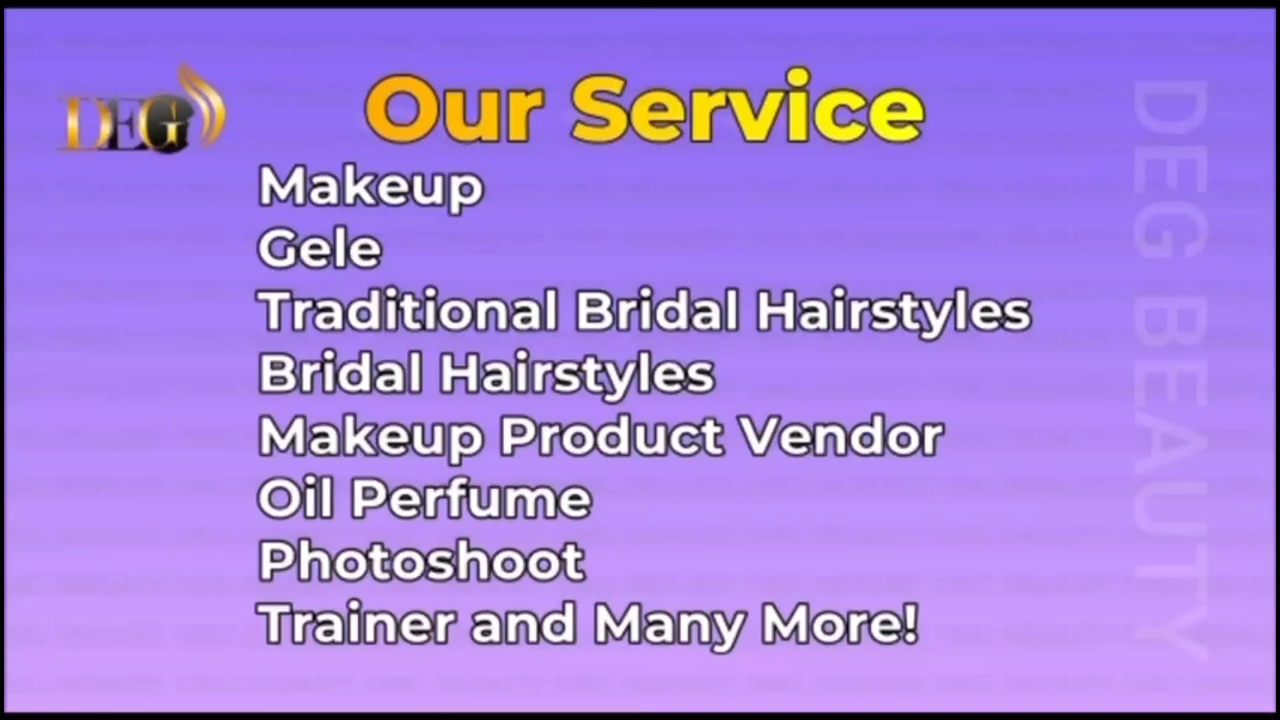 DEG
Our Service
Makeup
Gele
Traditional Bridal Hairstyles
Bridal Hairstyles
Makeup Product Vendor
Oil Perfume
Photoshoot
Trainer and Many More!
DEG BEAUTY